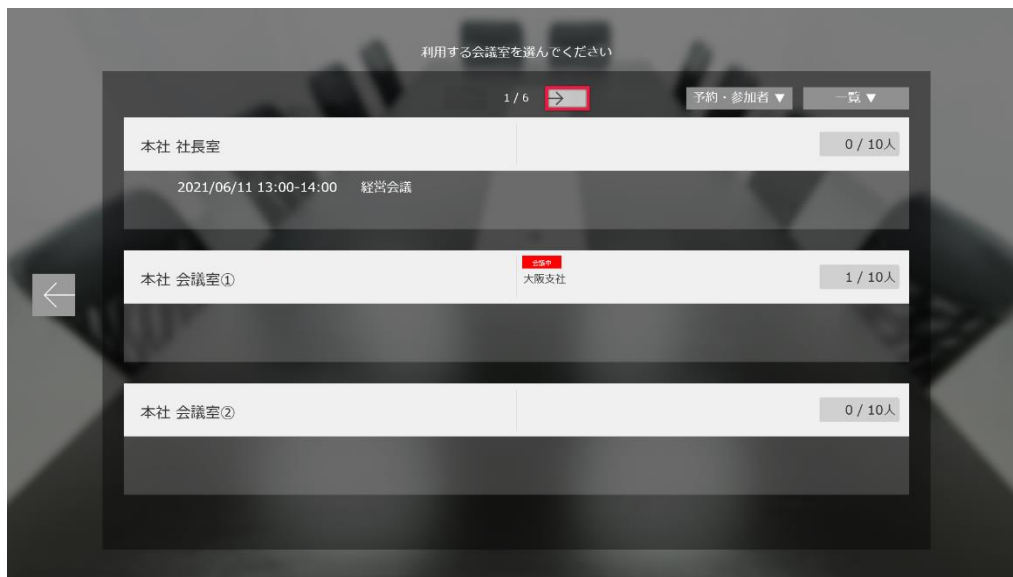 利用する会議室を選んでください
1 / 6 → 予約・参加者 ▼ 一覧 ▼
本社 社長室 0 / 10人
2021/06/11 13:00-14:00 経営会議
会議中
本社 会議室① 大阪支社 1 / 10人
本社 会議室② 0 / 10人